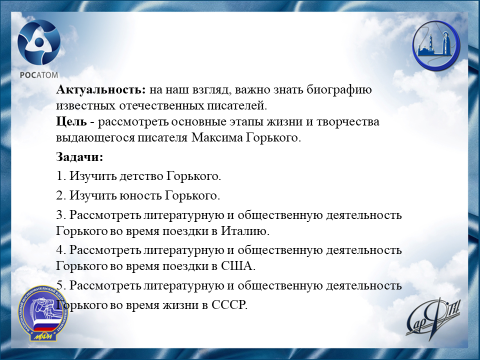 РОСАТОМ
Актуальность: на наш взгляд, важно знать биографию
известных отечественных писателей.
Цель - рассмотреть основные этапы жизни и творчества
выдающегося писателя Максима Горького.
Задачи:
1. Изучить детство Горького.
2. Изучить юность Горького.
3. Рассмотреть литературную и общественную деятельность
Горького во время поездки в Италию.
4. Рассмотреть литературную и общественную деятельность
Горького во время поездки в США.
5. Рассмотреть литературную и общественную деятельность
Горького во время жизни в СССР.